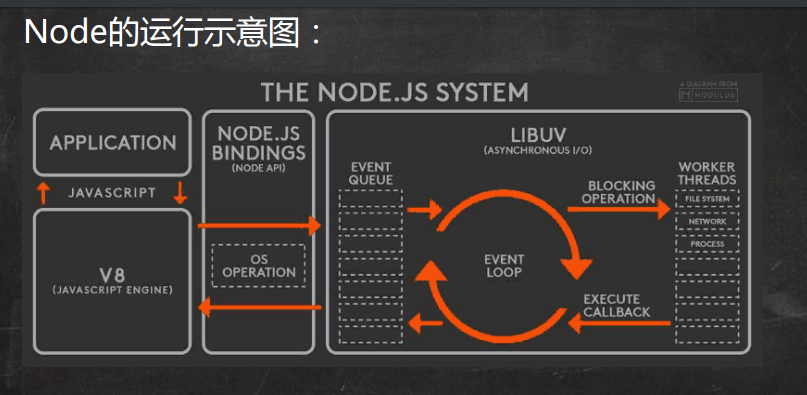 Node的运行示意图：
THE NODE.JS SYSTEM
A DIAGRAM FROM
MODULUS
APPLICATION
JAVASCRIPT
V8
(JAVASCRIPT ENGINE)
NODE.JS
BINDINGS
(NODE API)
OS
OPERATION
LIBUV
(ASYNCHRONOUS I/O)
EVENT
QUEUE
EVENT
LOOP
BLOCKING
OPERATION
EXECUTE
CALLBACK
WORKER
THREADS
FILE SYSTEM
NETWORK
PROCESS